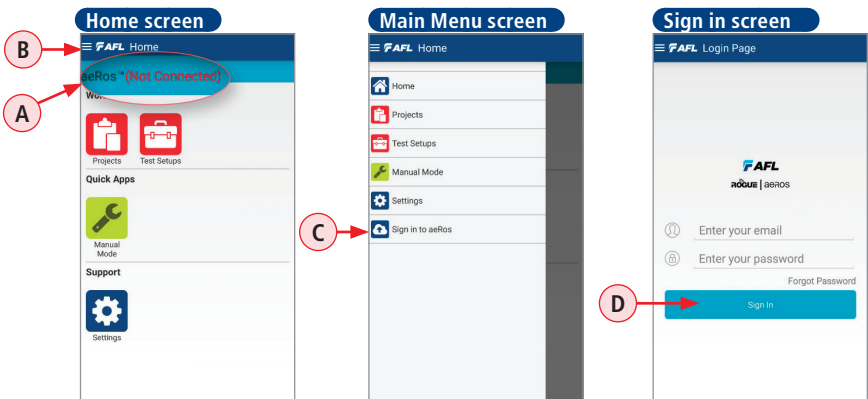 Home screen
B
≡ AFL Home
aeRos "(Not Connected)
A
Projects
Test Setups
Quick Apps
Manual
Mode
Support
Settings
Main Menu screen
≡ AFL Home
Home
Projects
Test Setups
Manual Mode
Settings
C
Sign in to aeRos
Sign in screen
≡ AFL Login Page
AFL
ROGUE | aeROS
Enter your email
Enter your password
Forgot Password
D
Sign In